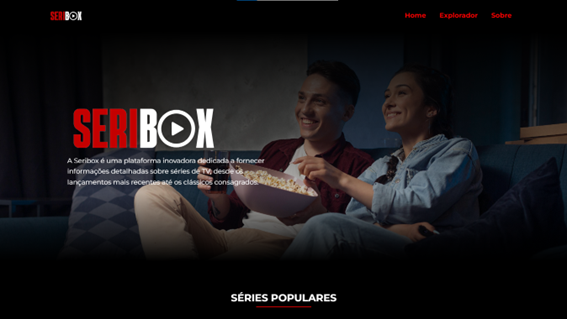 SERIBOX
Home Explorador Sobre
SERIBOX
A Seribox é uma plataforma inovadora dedicada a fornecer
informações detalhadas sobre séries de TV, desde os
lançamentos mais recentes até os clássicos consagrados.
SÉRIES POPULARES